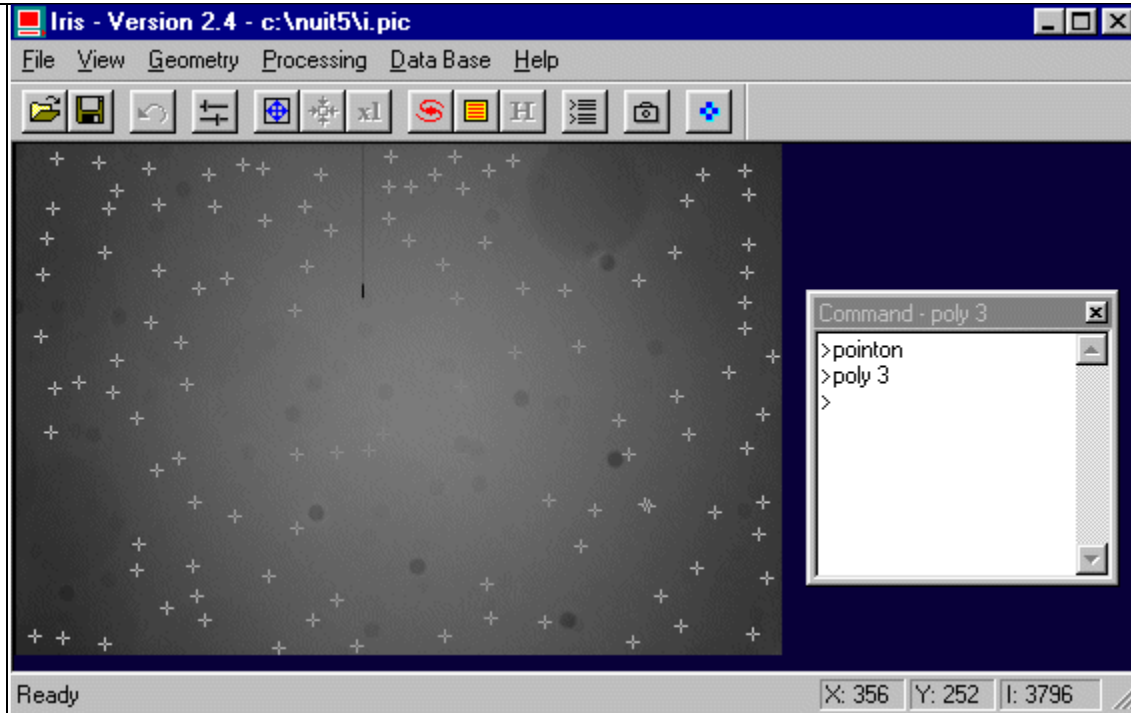 Iris - Version 2.4 - c:\nuit5\i.pic
File View Geometry Processing Data Base Help
x1 H
Command - poly 3
>pointon
>poly 3
>
Ready X: 356 Y: 252 I: 3796